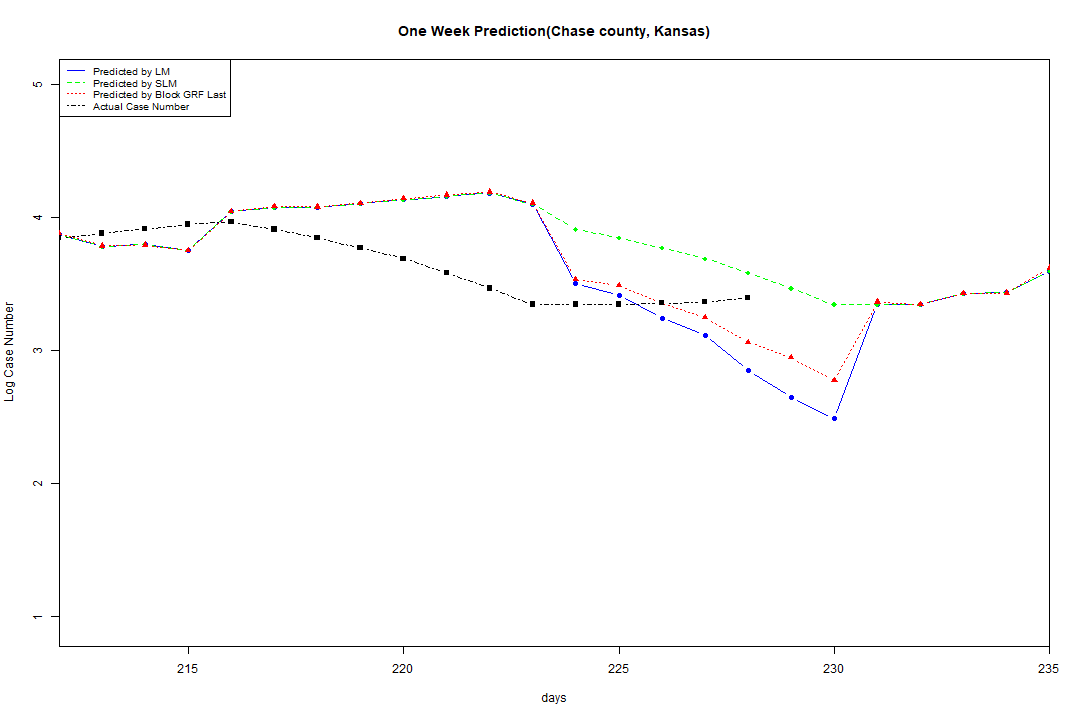 One Week Prediction(Chase county, Kansas)
Predicted by LM
Predicted by SLM
Predicted by Block GRF Last
Actual Case Number
5
4
3
2
1
Log Case Number
215 220 225 230 235
days